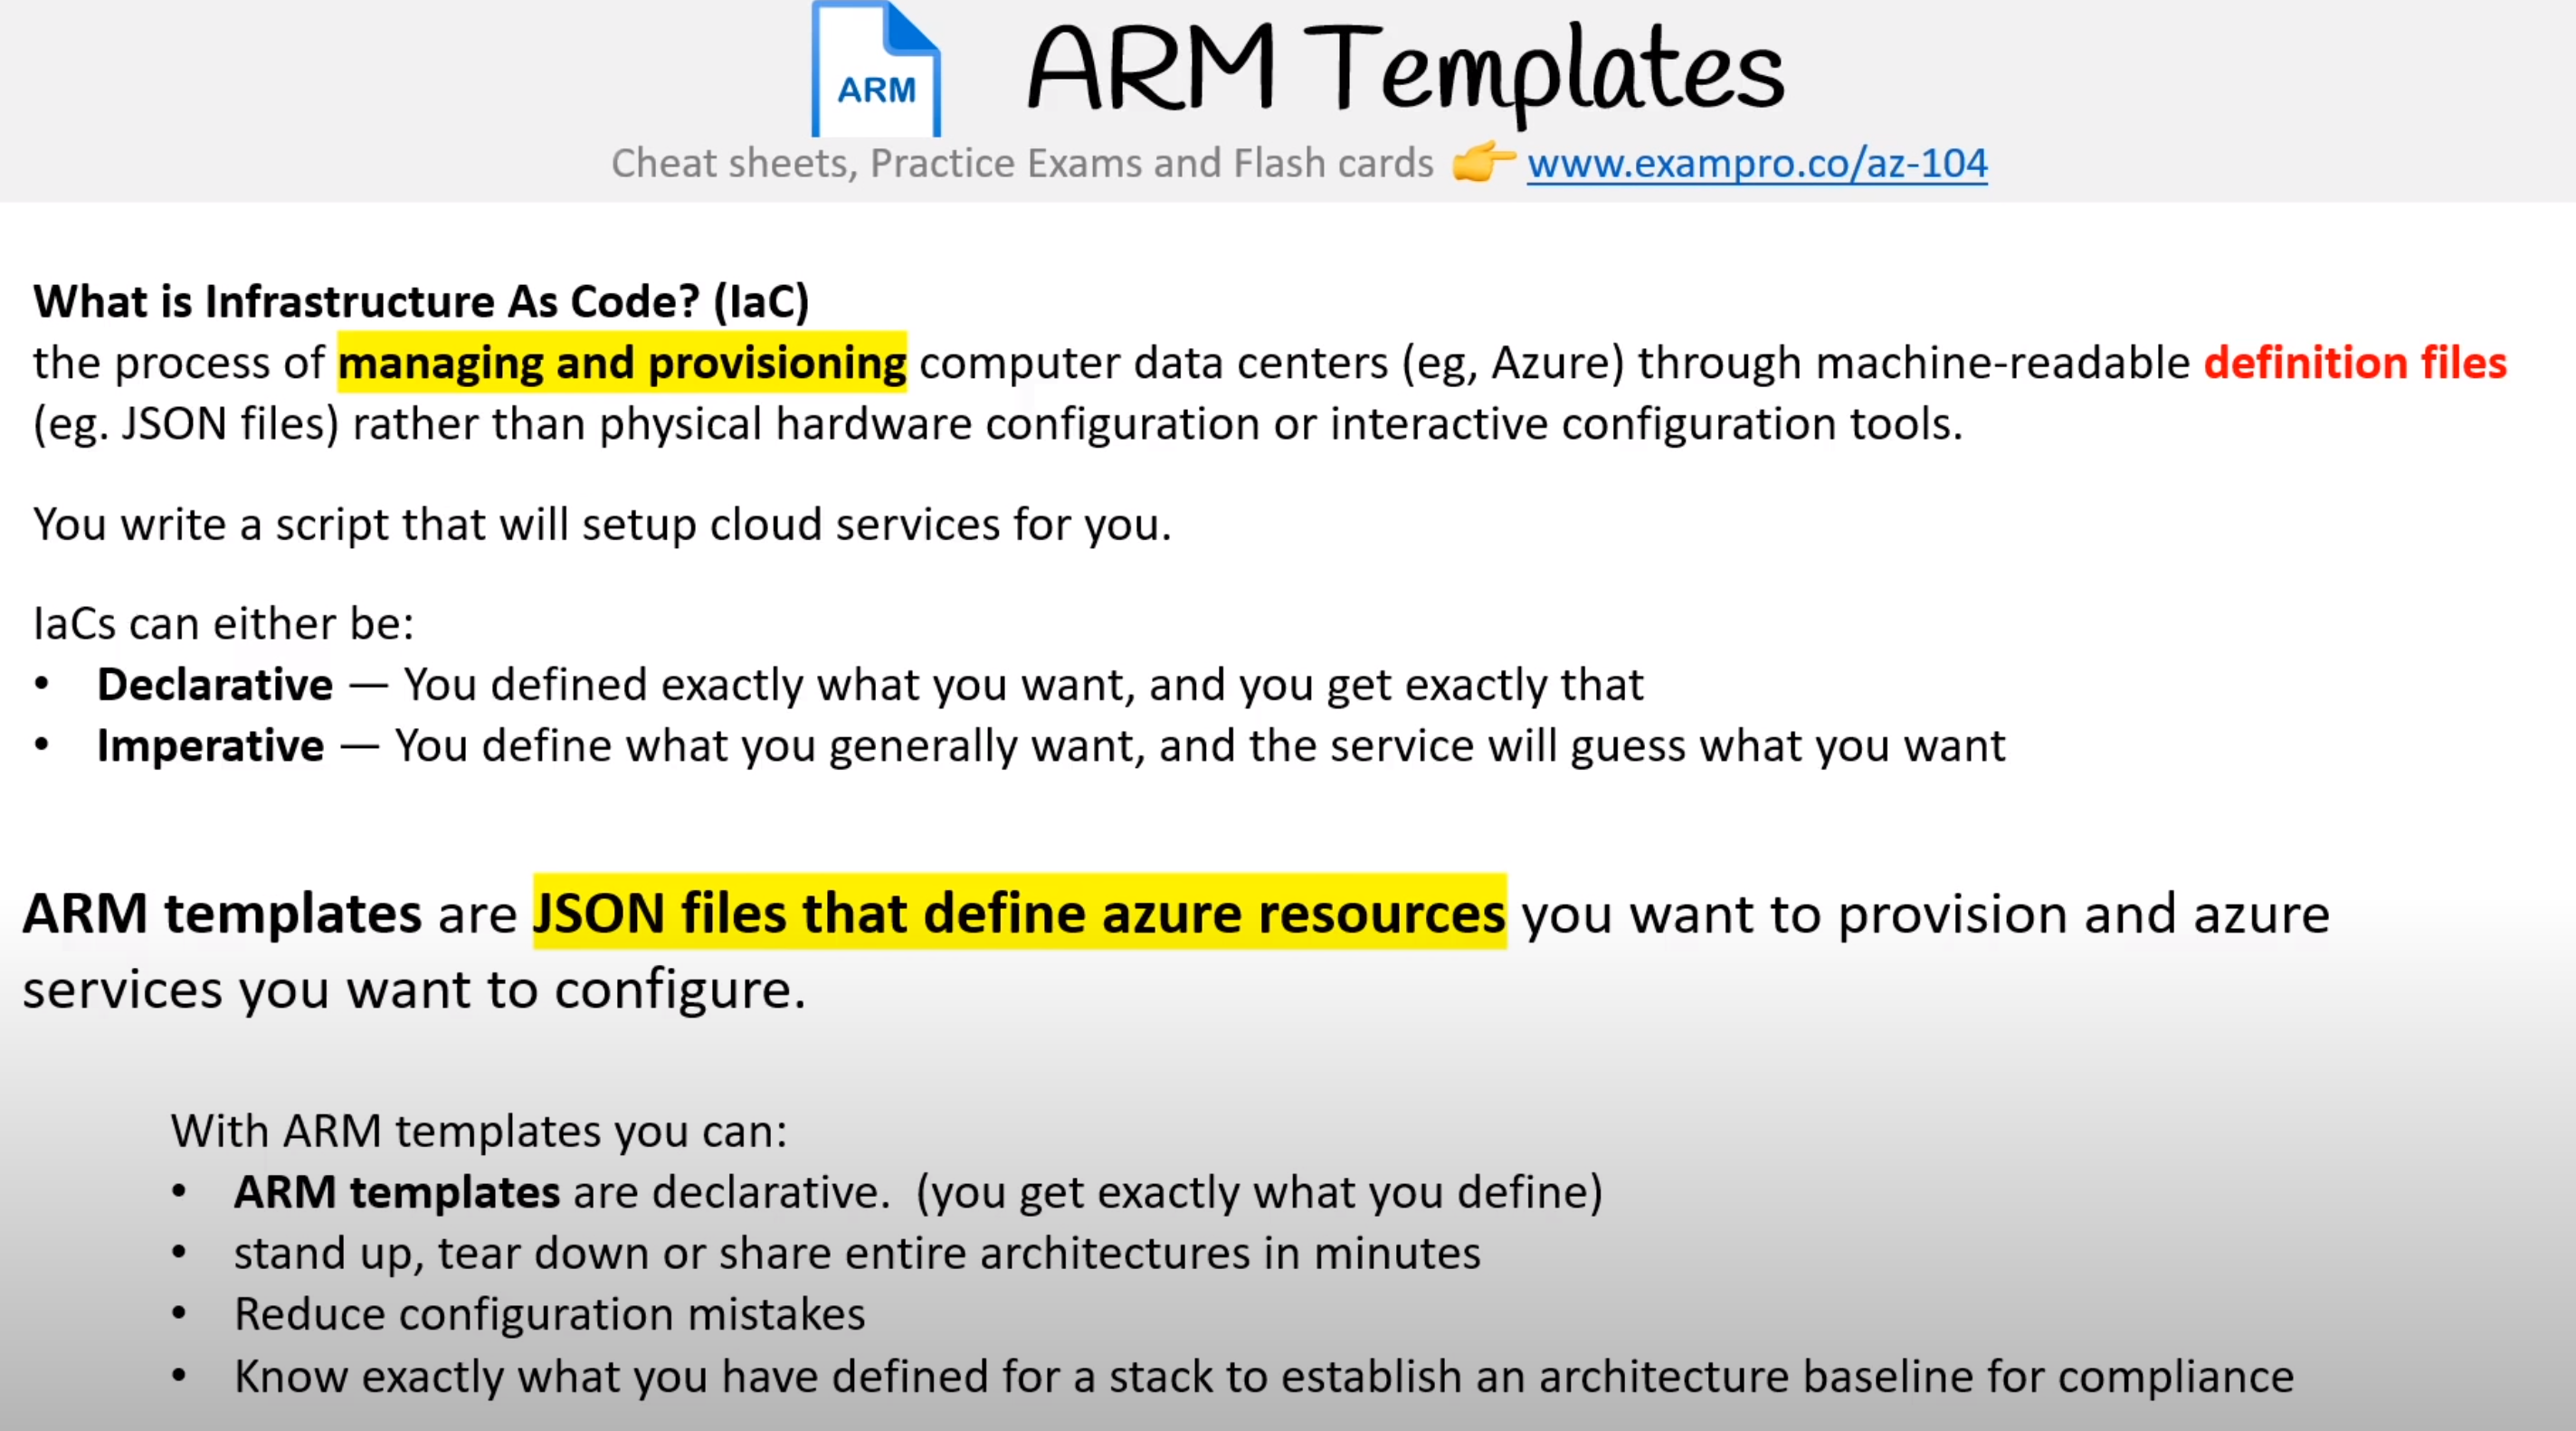 ARM
ARM Templates
Cheat sheets, Practice Exams and Flash cards 👉 www.exampro.co/az-104
What is Infrastructure As Code? (IaC)
the process of managing and provisioning computer data centers (eg, Azure) through machine-readable definition files
(eg. JSON files) rather than physical hardware configuration or interactive configuration tools.
You write a script that will setup cloud services for you.
IaCs can either be:
• Declarative — You defined exactly what you want, and you get exactly that
• Imperative — You define what you generally want, and the service will guess what you want
ARM templates are JSON files that define azure resources you want to provision and azure
services you want to configure.
With ARM templates you can:
• ARM templates are declarative. (you get exactly what you define)
• stand up, tear down or share entire architectures in minutes
• Reduce configuration mistakes
• Know exactly what you have defined for a stack to establish an architecture baseline for compliance